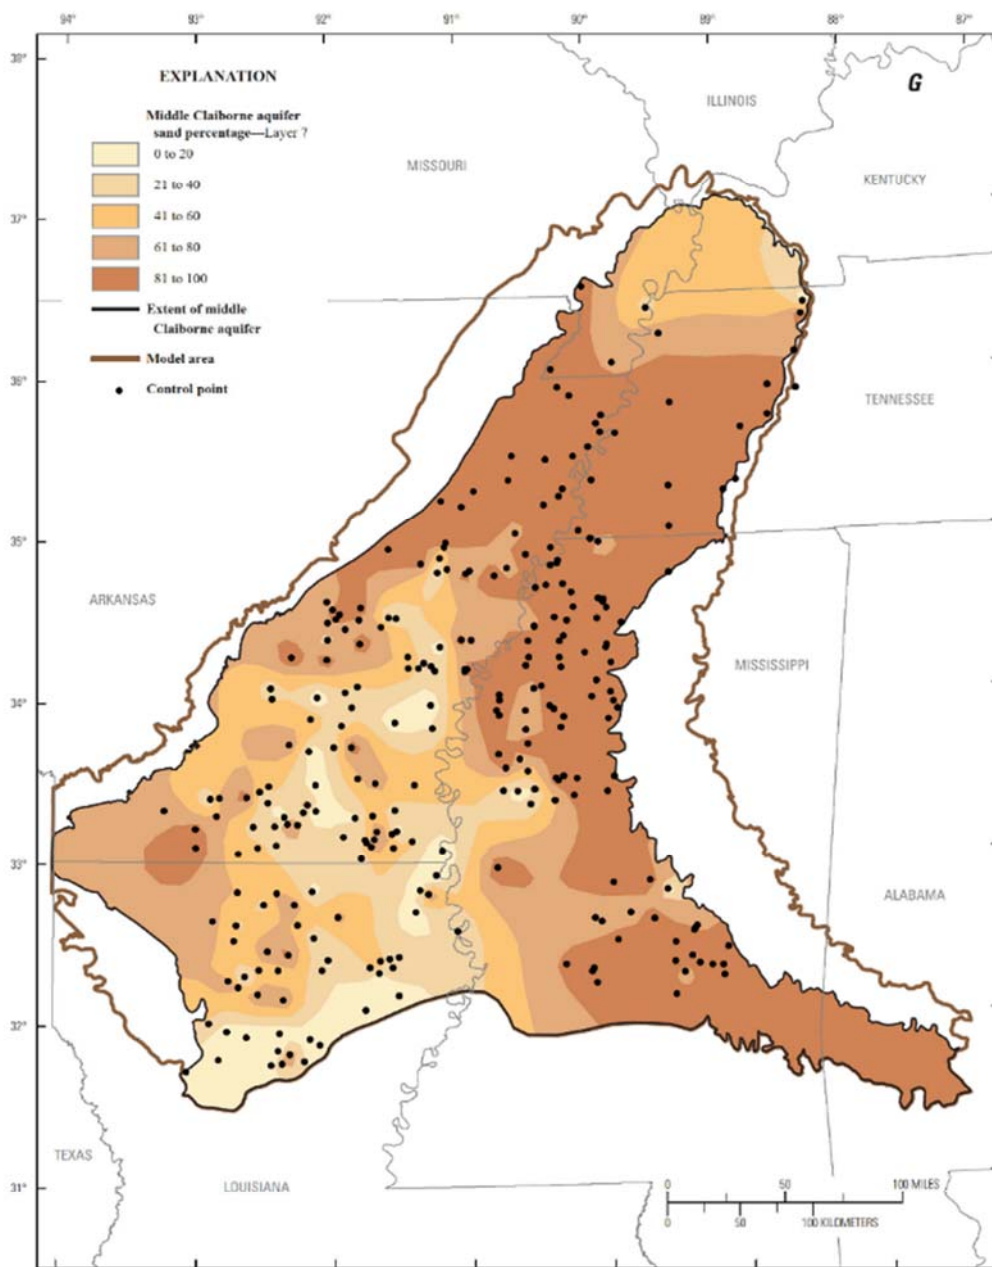 94° 93° 92° 91° 90° 89° 88° 87°
38°
EXPLANATION
G
ILLINOIS
Middle Claiborne aquifer
sand percentage—Layer ?
0 to 20
MISSOURI
KENTUCKY
21 to 40
37°
41 to 60
61 to 80
81 to 100
Extent of middle
Claiborne aquifer
Model area
36°
Control point
TENNESSEE
35°
ARKANSAS
MISSISSIPPI
34°
33°
ALABAMA
32°
TEXAS
31°
LOUISIANA
0 50 100 MILES
0 50 100 KILOMETERS